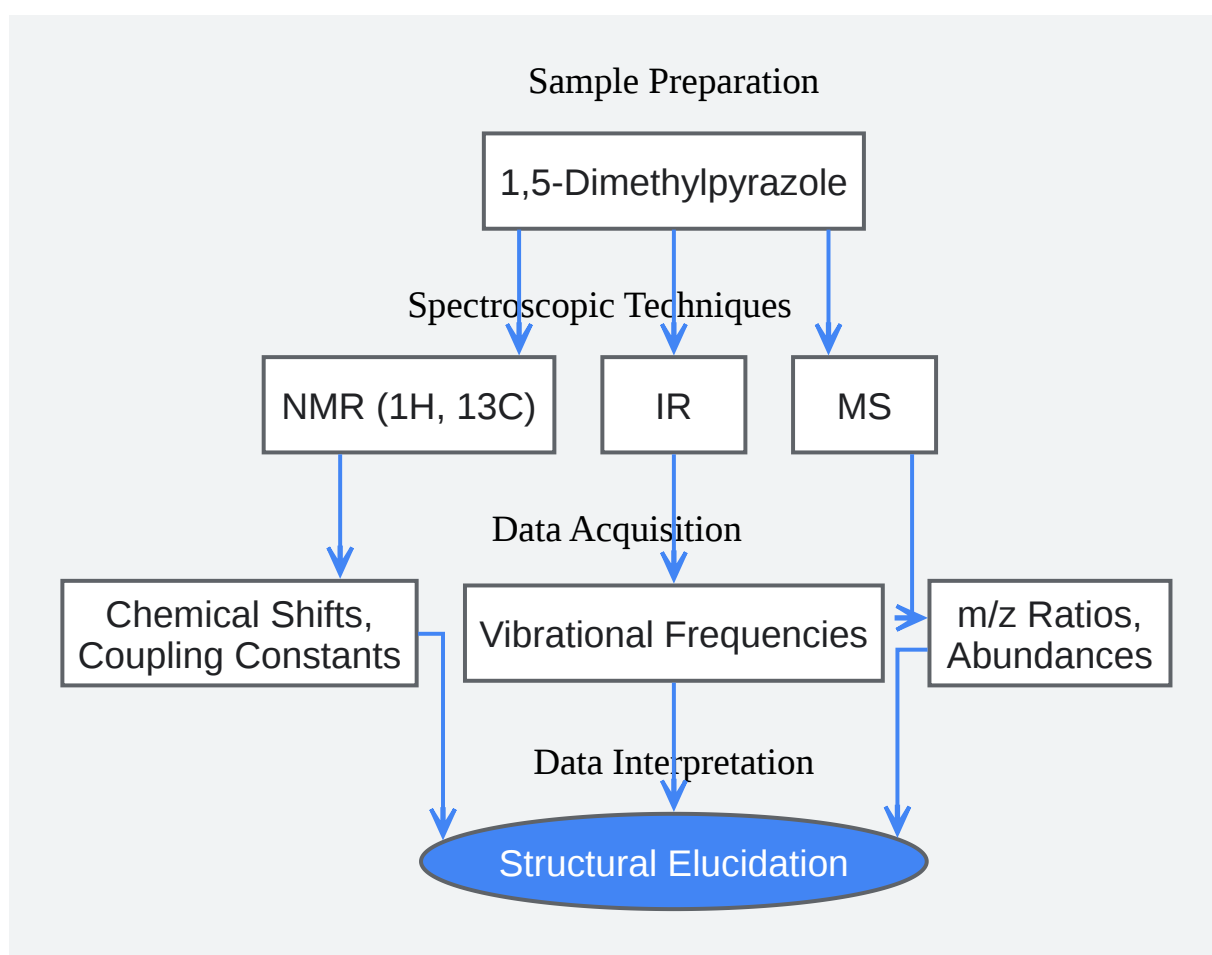 Sample Preparation
1,5-Dimethylpyrazole
Spectroscopic Techniques
NMR (1H, 13C)
IR
MS
Data Acquisition
Chemical Shifts,
Coupling Constants
Vibrational Frequencies
m/z Ratios,
Abundances
Data Interpretation
Structural Elucidation